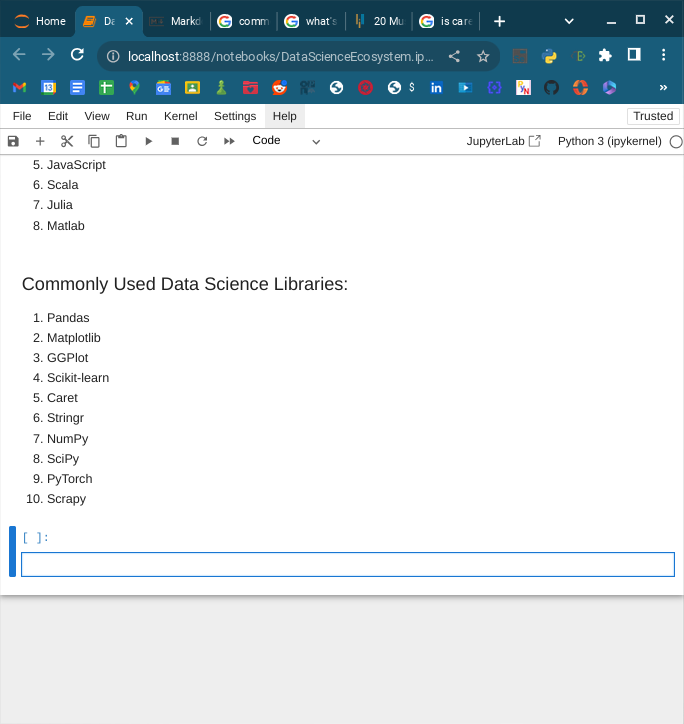 Home Da Markd comm what's 20 Mu is care
localhost:8888/notebooks/DataScienceEcosystem.ip...
File Edit View Run Kernel Settings Help Trusted
Code JupyterLab Python 3 (ipykernel)
5. JavaScript
6. Scala
7. Julia
8. Matlab
Commonly Used Data Science Libraries:
1. Pandas
2. Matplotlib
3. GGPlot
4. Scikit-learn
5. Caret
6. Stringr
7. NumPy
8. SciPy
9. PyTorch
10. Scrapy
[ ]: